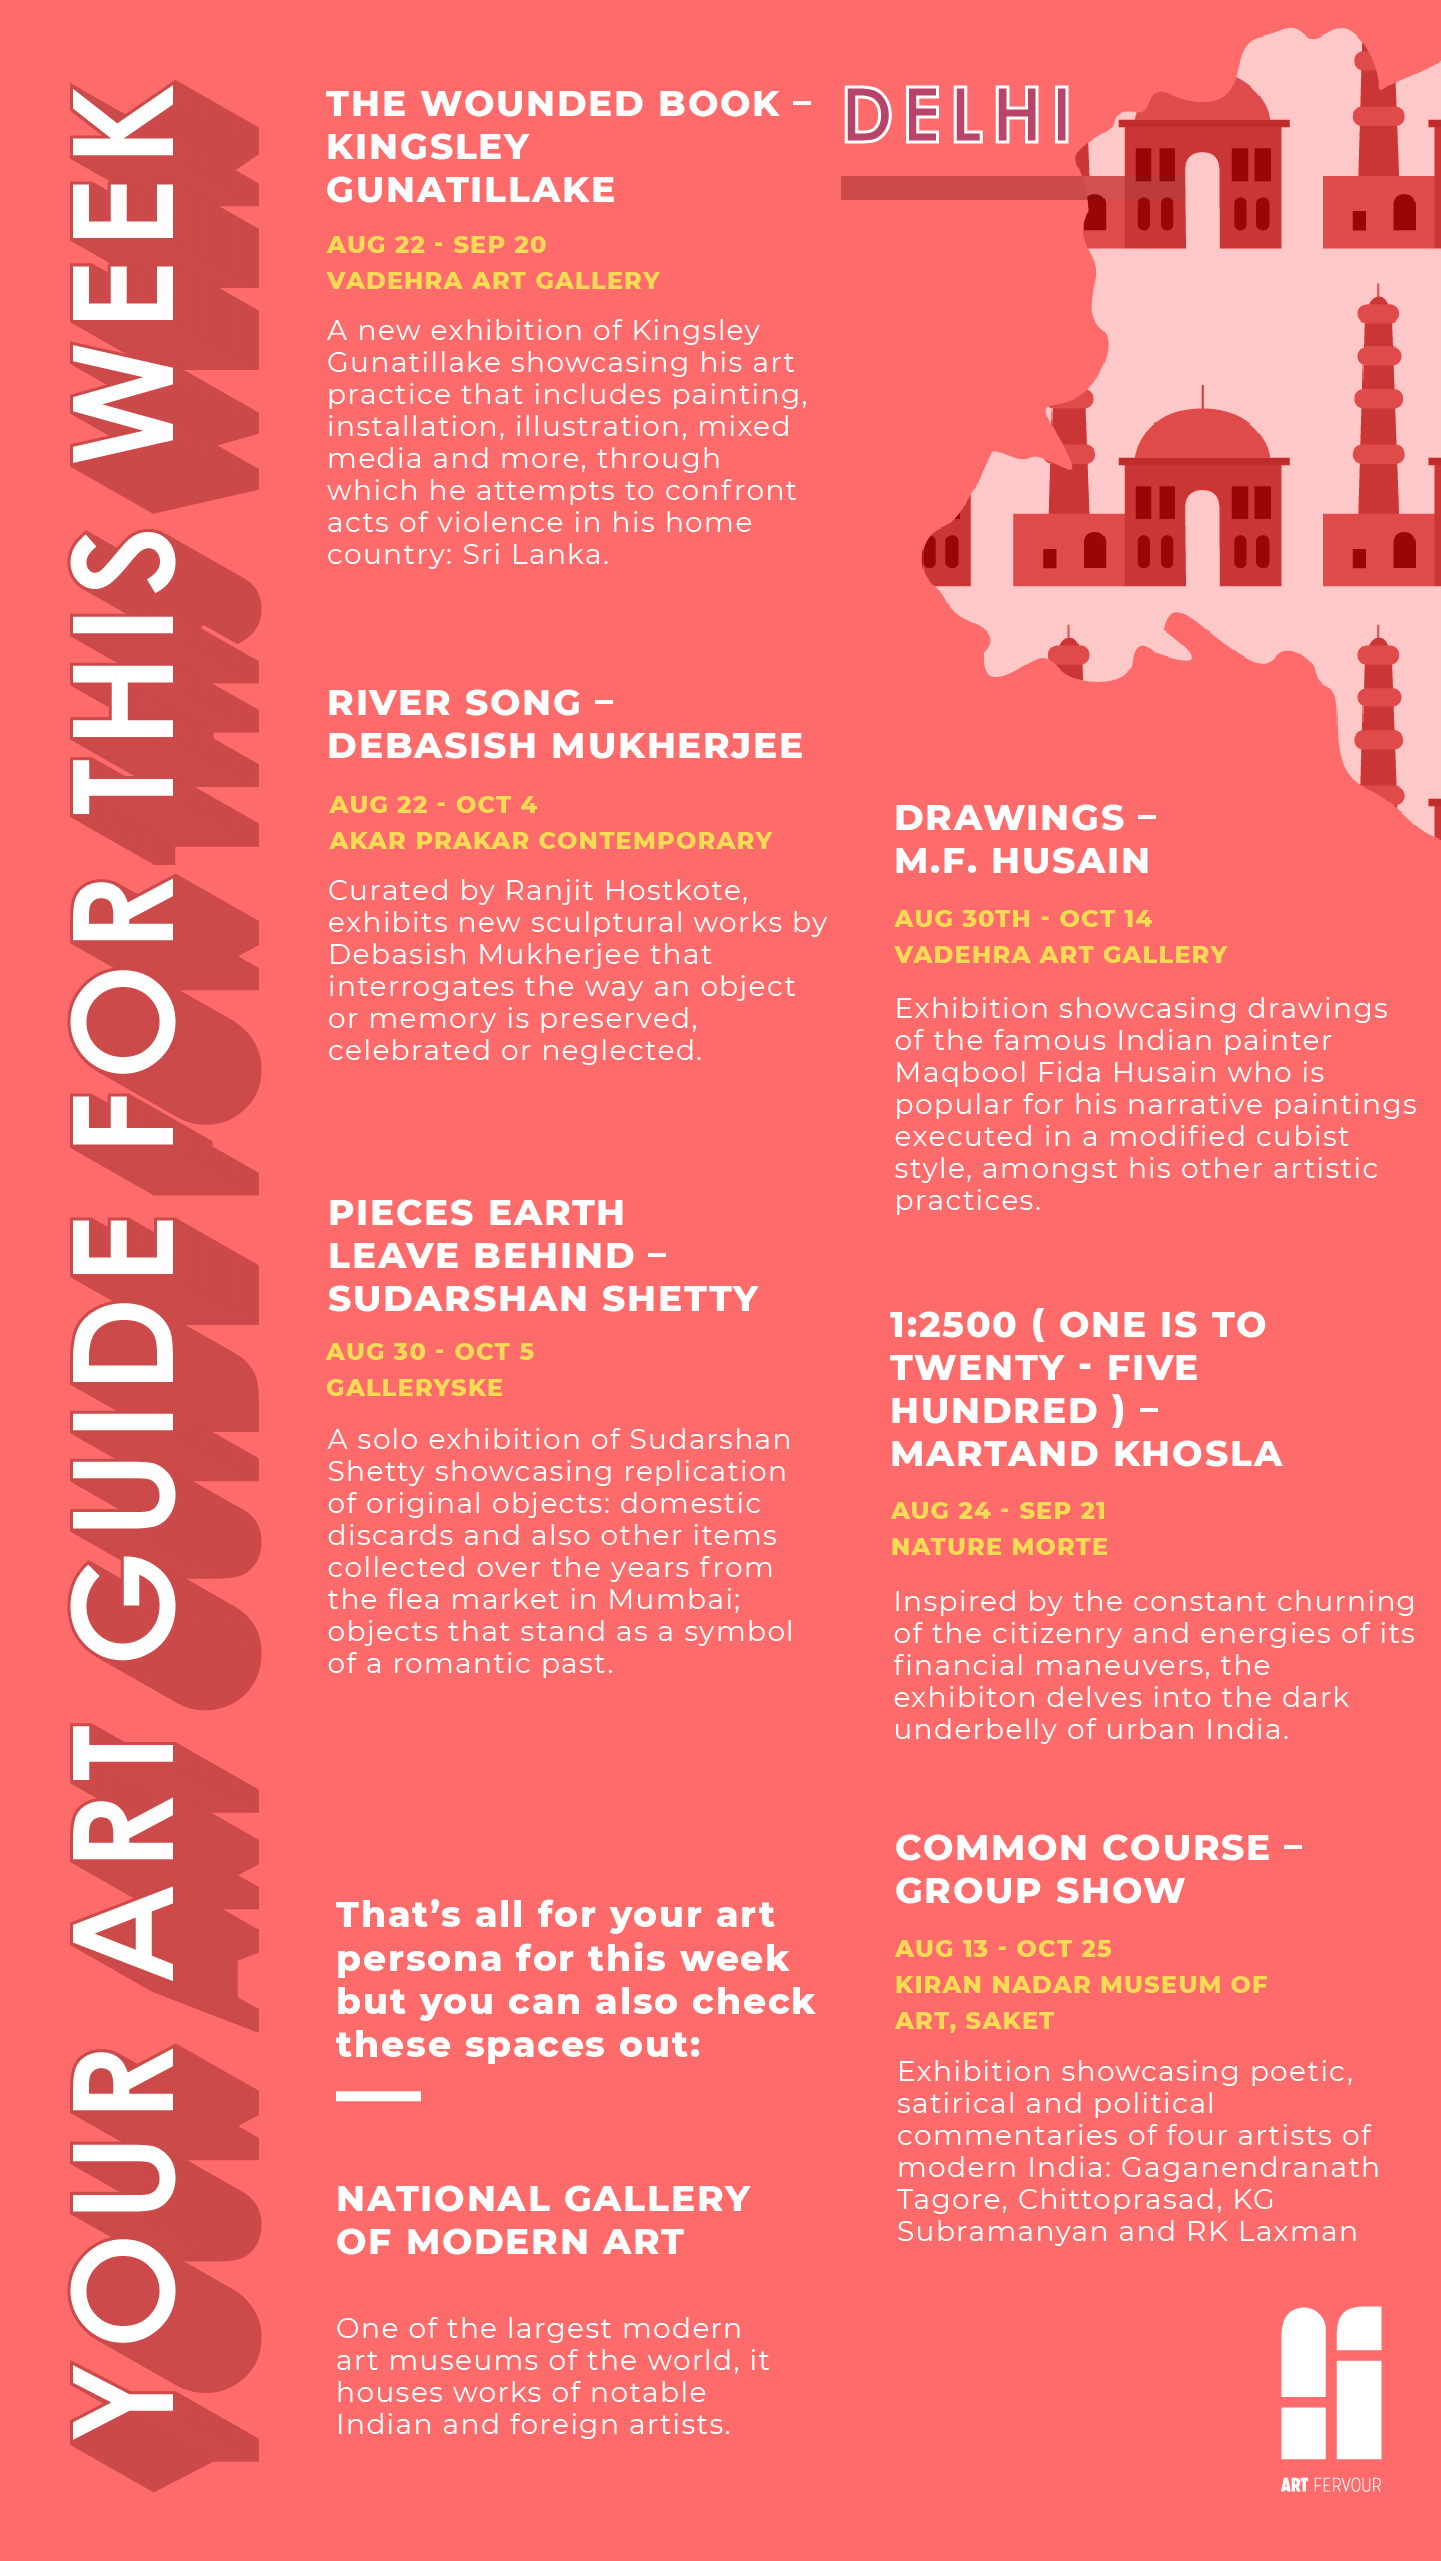 YOUR ART GUIDE FOR THIS WEEK
DELHI
THE WOUNDED BOOK –
KINGSLEY
GUNATILLAKE
AUG 22 - SEP 20
VADEHRA ART GALLERY
A new exhibition of Kingsley
Gunatillake showcasing his art
practice that includes painting,
installation, illustration, mixed
media and more, through
which he attempts to confront
acts of violence in his home
country: Sri Lanka.
RIVER SONG –
DEBASISH MUKHERJEE
AUG 22 - OCT 4
AKAR PRAKAR CONTEMPORARY
Curated by Ranjit Hostkote,
exhibits new sculptural works by
Debasish Mukherjee that
interrogates the way an object
or memory is preserved,
celebrated or neglected.
PIECES EARTH
LEAVE BEHIND –
SUDARSHAN SHETTY
AUG 30 - OCT 5
GALLERYSKE
A solo exhibition of Sudarshan
Shetty showcasing replication
of original objects: domestic
discards and also other items
collected over the years from
the flea market in Mumbai;
objects that stand as a symbol
of a romantic past.
DRAWINGS –
M.F. HUSAIN
AUG 30TH - OCT 14
VADEHRA ART GALLERY
Exhibition showcasing drawings
of the famous Indian painter
Maqbool Fida Husain who is
popular for his narrative paintings
executed in a modified cubist
style, amongst his other artistic
practices.
1:2500 ( ONE IS TO
TWENTY - FIVE
HUNDRED ) –
MARTAND KHOSLA
AUG 24 - SEP 21
NATURE MORTE
Inspired by the constant churning
of the citizenry and energies of its
financial maneuvers, the
exhibiton delves into the dark
underbelly of urban India.
COMMON COURSE –
GROUP SHOW
AUG 13 - OCT 25
KIRAN NADAR MUSEUM OF
ART, SAKET
Exhibition showcasing poetic,
satirical and political
commentaries of four artists of
modern India: Gaganendranath
Tagore, Chittoprasad, KG
Subramanyan and RK Laxman
That's all for your art
persona for this week
but you can also check
these spaces out:
NATIONAL GALLERY
OF MODERN ART
One of the largest modern
art museums of the world, it
houses works of notable
Indian and foreign artists.
ART FERVOUR